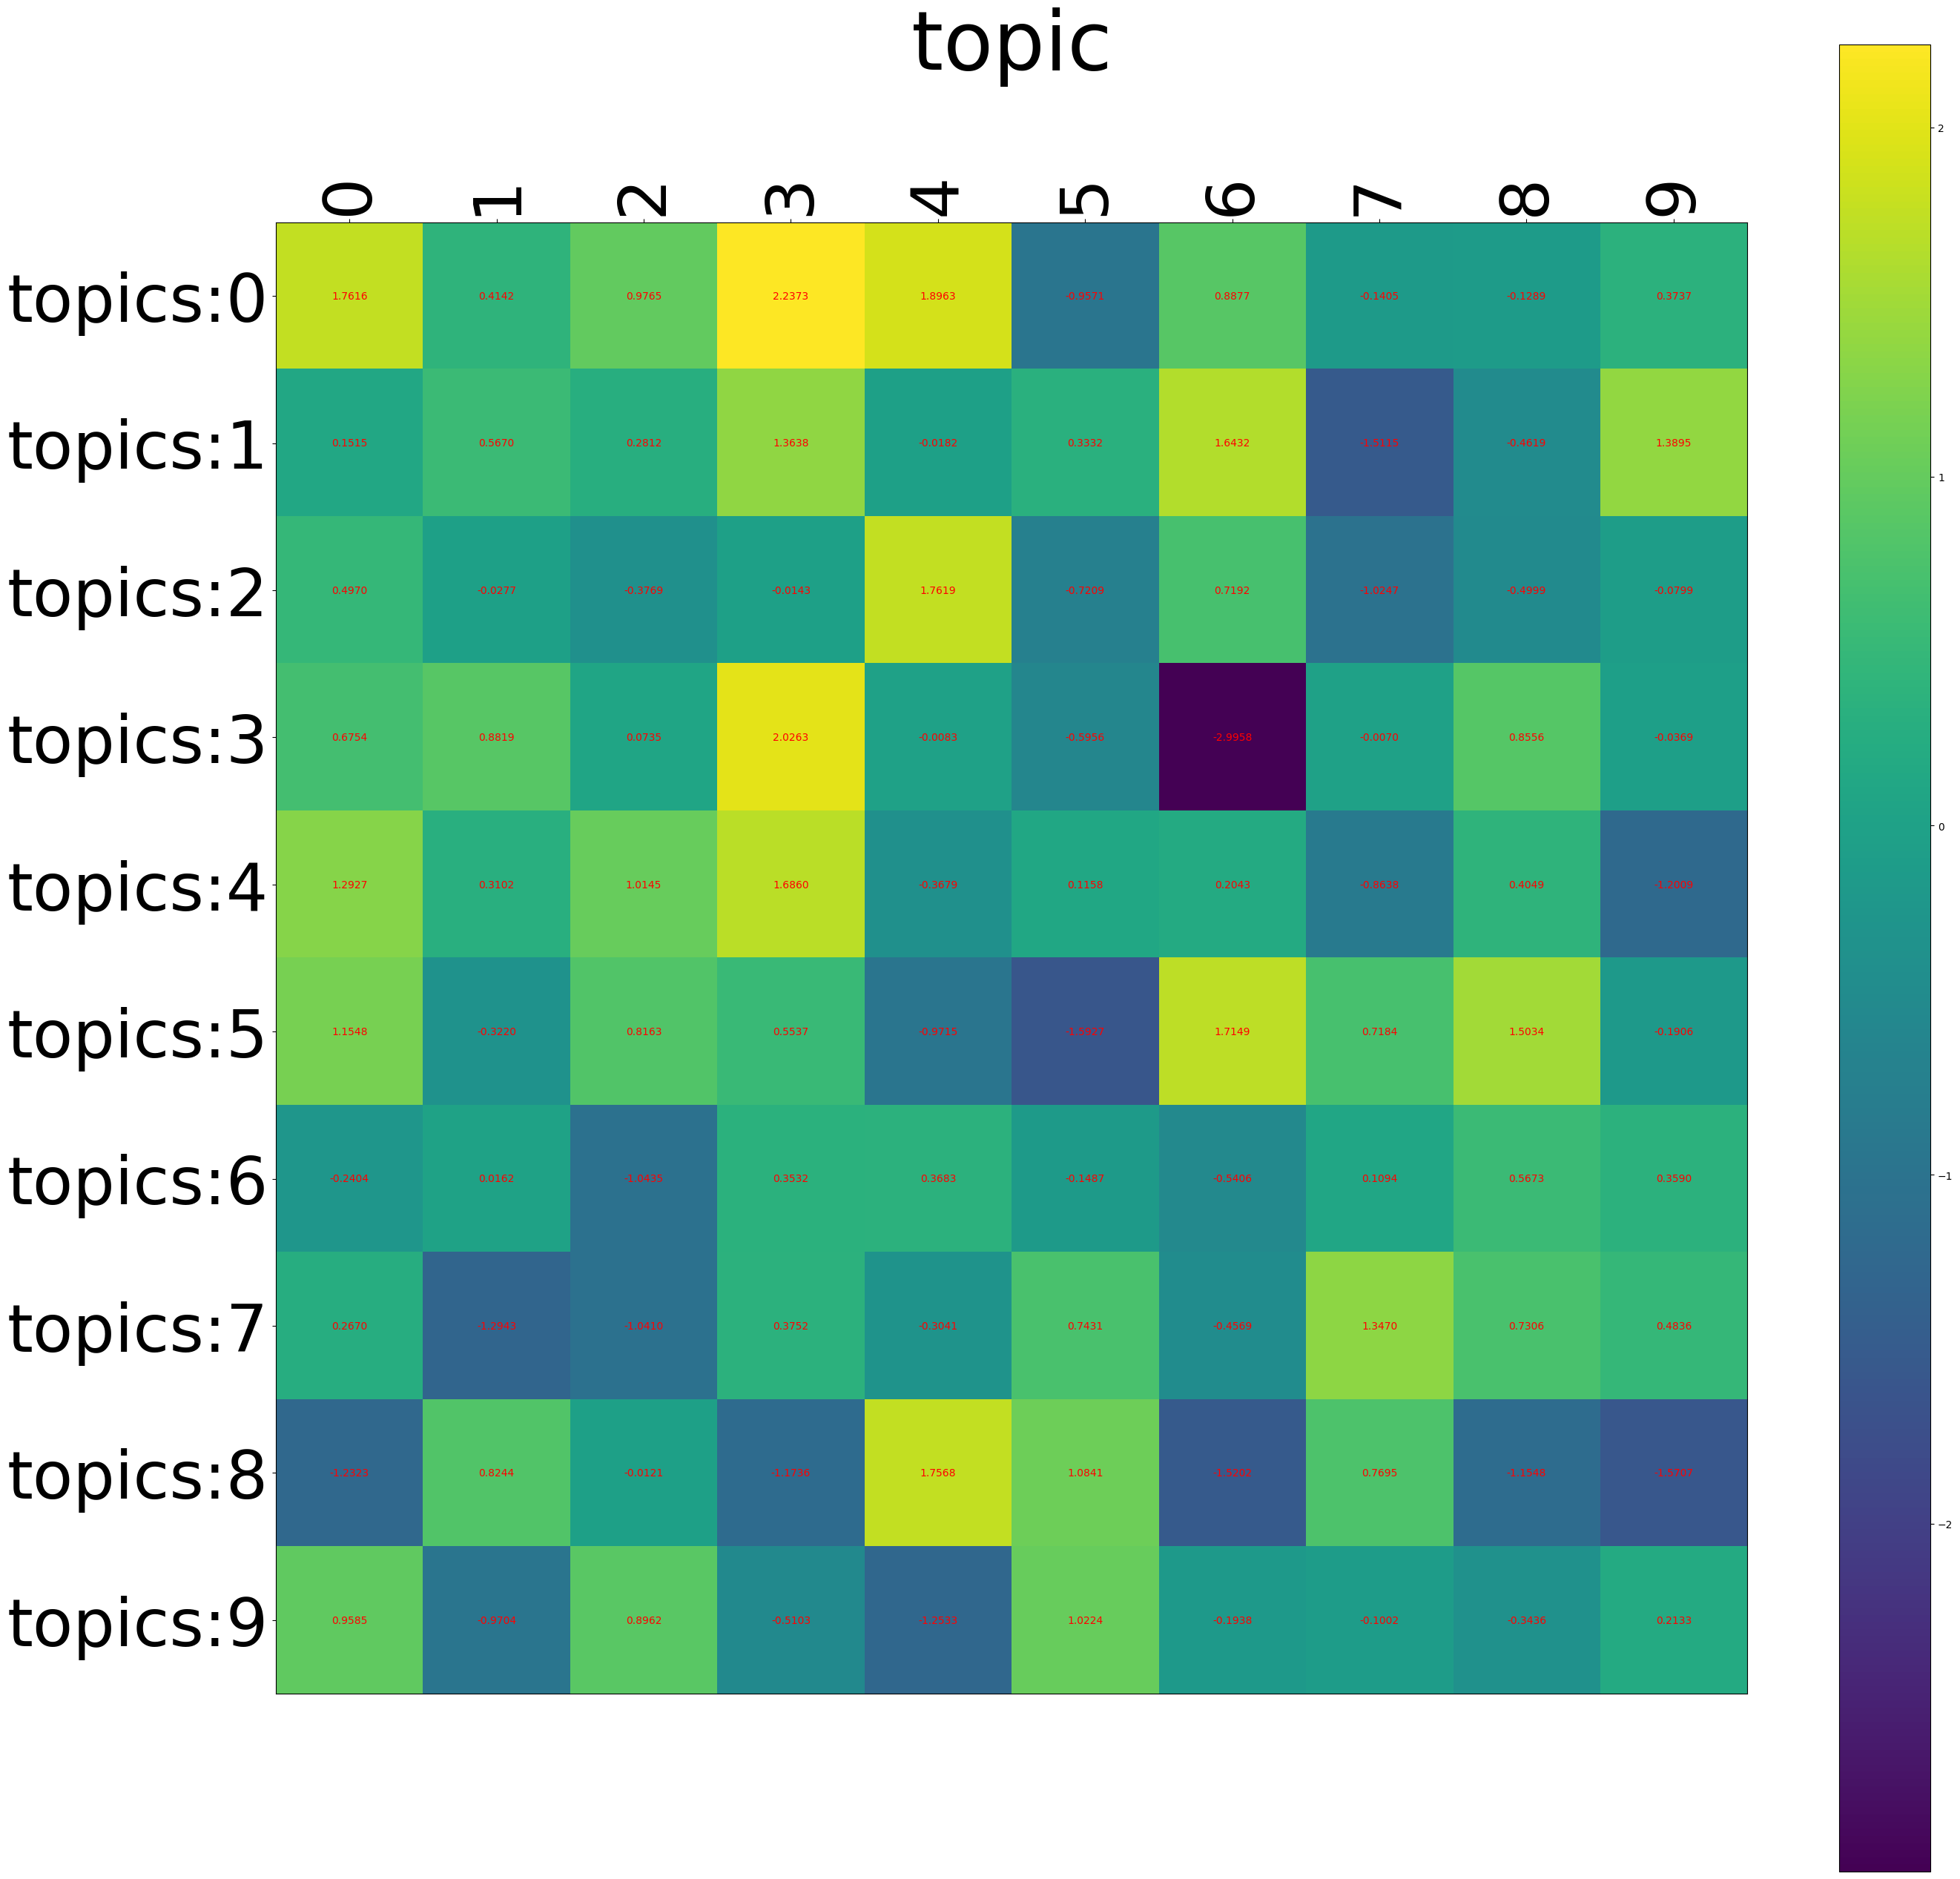 topic
0 1 2 3 4 5 6 7 8 9
topics:0 1.7616 0.4142 0.9765 2.2373 1.8963 -0.9571 0.8877 -0.1405 -0.1289 0.3737
topics:1 0.1515 0.5670 0.2812 1.3638 -0.0182 0.3332 1.6432 -0.4619 1.3895
topics:2 0.4970 -0.0277 -0.3769 -0.0143 1.7619 -0.7209 0.7192 -1.0247 -0.4999 -0.0799
topics:3 0.6754 0.8819 0.0735 2.0263 -0.0083 -0.5956 -2.9958 -0.0070 0.8556 -0.0369
topics:4 1.2927 0.3102 1.0145 1.6860 -0.3679 0.1158 0.2043 -0.8638 0.4049 -1.2009
topics:5 1.1548 -0.3220 0.8163 0.5537 -0.9715 1.7149 0.7184 1.5034 -0.1906
topics:6 -0.2404 0.0162 -1.0435 0.3532 0.3683 -0.1487 -0.5406 0.1094 0.5673 0.3590
topics:7 0.2670 -1.2943 -1.0410 0.3752 -0.3041 0.7431 -0.4569 1.3470 0.7306 0.4836
topics:8 -1.2323 0.8244 -0.0121 -1.1736 1.7568 1.0841 0.7695 -1.1548
topics:9 0.9585 -0.9704 0.8962 -0.5103 -1.2533 1.0224 -0.1938 -0.1002 -0.3436 0.2133
2
1
0
−1
−2